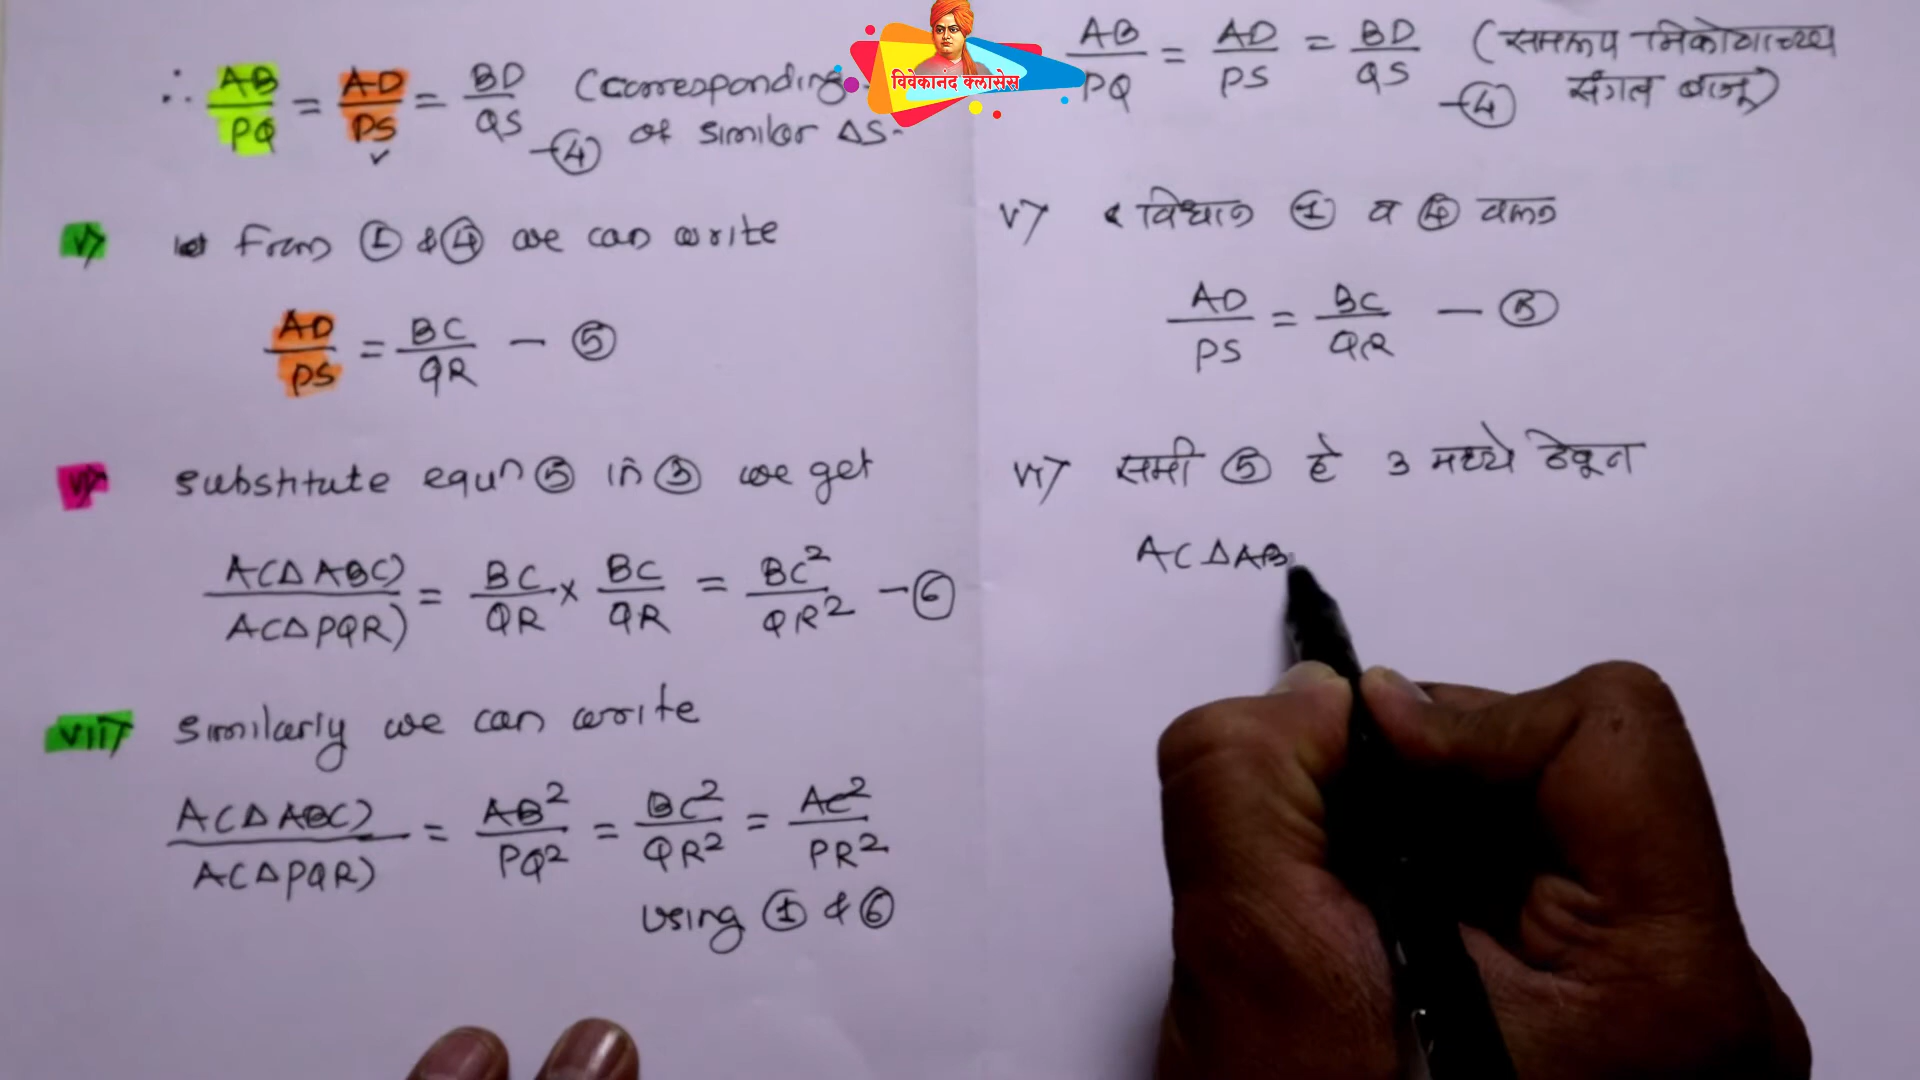 ∴ AB/PQ = AD/PS = BD/QS (corresponding
-④ of similar Δs.
v) from ① & ④ we can write
AD/PS = BC/QR - ⑤
substitute equn ⑤ in ③ we get
A(ΔABC)/A(ΔPQR) = BC/QR × BC/QR = BC²/QR² - ⑥
vii) similarly we can write
A(ΔABC)/A(ΔPQR) = AB²/PQ² = BC²/QR² = AC²/PR²
using ① & ⑥
विवेकानंद क्लासेस
AB/PQ = AD/PS = BD/QS (समरूप त्रिकोणाच्या
-④ संगत बाजू)
v) विधान ① व ④ वरून
AD/PS = BC/QR - ⑤
vi) समी ⑤ हे 3 मध्ये ठेवून
A(ΔAB